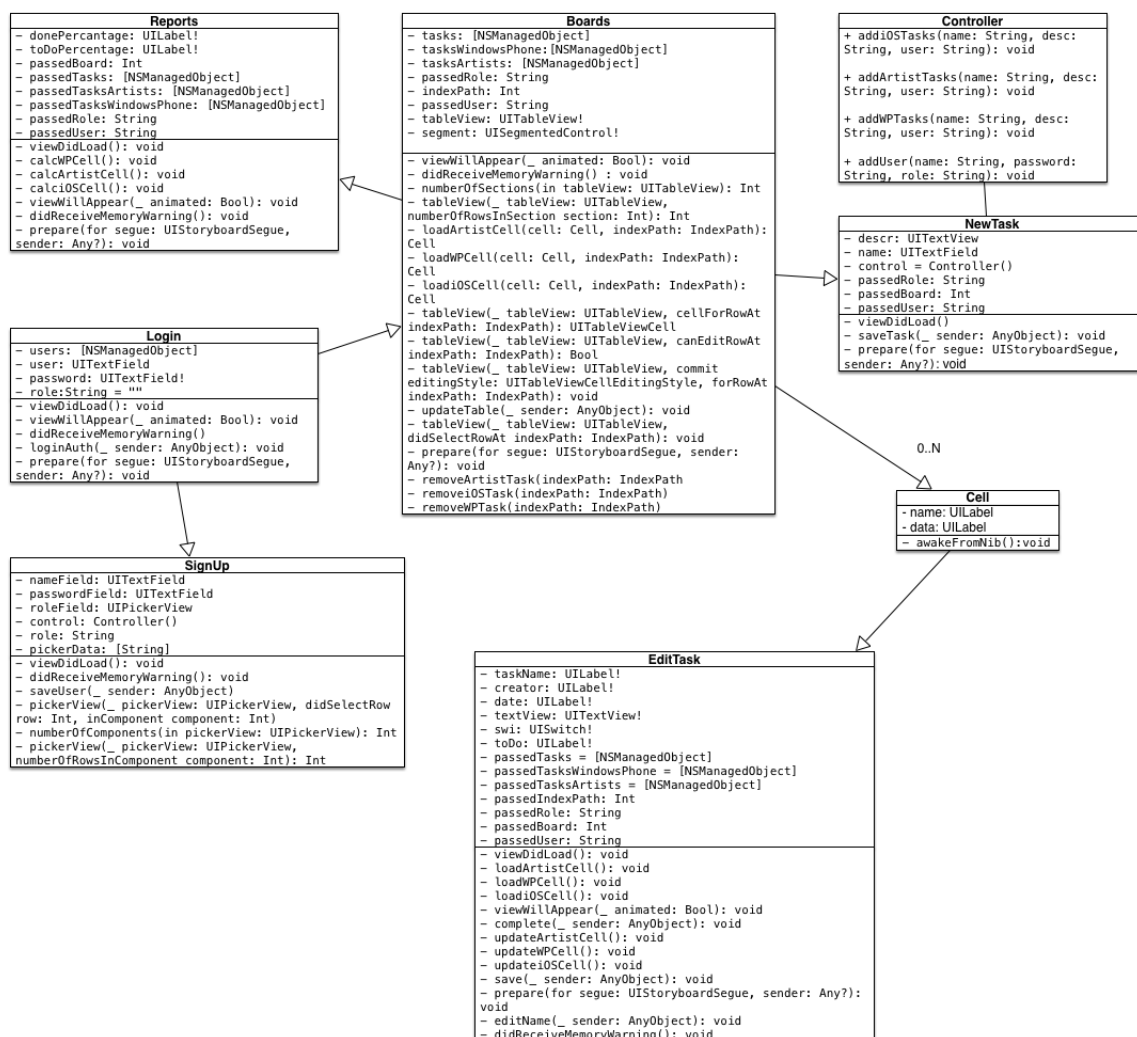 Reports
– donePercentage: UILabel!
– toDoPercentage: UILabel!
– passedBoard: Int
– passedTasks: [NSManagedObject]
– passedTasksArtists: [NSManagedObject]
– passedTasksWindowsPhone: [NSManagedObject]
– passedRole: String
– passedUser: String
– viewDidLoad(): void
– calcWPCell(): void
– calcArtistCell(): void
– calciOSCell(): void
– viewWillAppear(_ animated: Bool): void
– didReceiveMemoryWarning(): void
– prepare(for segue: UIStoryboardSegue,
sender: Any?): void
Boards
– tasks: [NSManagedObject]
– tasksWindowsPhone:[NSManagedObject]
– tasksArtists: [NSManagedObject]
– passedRole: String
– indexPath: Int
– passedUser: String
– tableView: UITableView!
– segment: UISegmentedControl!
– viewWillAppear(_ animated: Bool): void
– didReceiveMemoryWarning() : void
– numberOfSections(in tableView: UITableView): Int
– tableView(_ tableView: UITableView,
numberOfRowsInSection section: Int): Int
– loadArtistCell(cell: Cell, indexPath: IndexPath):
Cell
– loadWPCell(cell: Cell, indexPath: IndexPath):
Cell
– loadiOSCell(cell: Cell, indexPath: IndexPath):
Cell
– tableView(_ tableView: UITableView, cellForRowAt
indexPath: IndexPath): UITableViewCell
– tableView(_ tableView: UITableView, canEditRowAt
indexPath: IndexPath): Bool
– tableView(_ tableView: UITableView, commit
editingStyle: UITableViewCellEditingStyle, forRowAt
indexPath: IndexPath): void
– updateTable(_ sender: AnyObject): void
– tableView(_ tableView: UITableView,
didSelectRowAt indexPath: IndexPath): void
– prepare(for segue: UIStoryboardSegue, sender:
Any?): void
– removeArtistTask(indexPath: IndexPath
– removeiOSTask(indexPath: IndexPath)
– removeWPTask(indexPath: IndexPath)
Controller
+ addiOSTasks(name: String, desc:
String, user: String): void
+ addArtistTasks(name: String, desc:
String, user: String): void
+ addWPTasks(name: String, desc:
String, user: String): void
+ addUser(name: String, password:
String, role: String): void
NewTask
– descr: UITextView
– name: UITextField
– control = Controller()
– passedRole: String
– passedBoard: Int
– passedUser: String
– viewDidLoad()
– saveTask(_ sender: AnyObject): void
– prepare(for segue: UIStoryboardSegue,
sender: Any?): void
Login
– users: [NSManagedObject]
– user: UITextField
– password: UITextField!
– role:String = ""
– viewDidLoad(): void
– viewWillAppear(_ animated: Bool): void
– didReceiveMemoryWarning()
– loginAuth(_ sender: AnyObject): void
– prepare(for segue: UIStoryboardSegue,
sender: Any?): void
0..N
Cell
- name: UILabel
- data: UILabel
– awakeFromNib():void
SignUp
– nameField: UITextField
– passwordField: UITextField
– roleField: UIPickerView
– control: Controller()
– role: String
– pickerData: [String]
– viewDidLoad(): void
– didReceiveMemoryWarning(): void
– saveUser(_ sender: AnyObject)
– pickerView(_ pickerView: UIPickerView, didSelectRow
row: Int, inComponent component: Int)
– numberOfComponents(in pickerView: UIPickerView): Int
– pickerView(_ pickerView: UIPickerView,
numberOfRowsInComponent component: Int): Int
EditTask
– taskName: UILabel!
– creator: UILabel!
– date: UILabel!
– textView: UITextView!
– swi: UISwitch!
– toDo: UILabel!
– passedTasks = [NSManagedObject]
– passedTasksWindowsPhone = [NSManagedObject]
– passedTasksArtists = [NSManagedObject]
– passedIndexPath: Int
– passedRole: String
– passedBoard: Int
– passedUser: String
– viewDidLoad(): void
– loadArtistCell(): void
– loadWPCell(): void
– loadiOSCell(): void
– viewWillAppear(_ animated: Bool): void
– complete(_ sender: AnyObject): void
– updateArtistCell(): void
– updateWPCell(): void
– updateiOSCell(): void
– save(_ sender: AnyObject): void
– prepare(for segue: UIStoryboardSegue, sender: Any?):
void
– editName(_ sender: AnyObject): void
– didReceiveMemoryWarning(): void